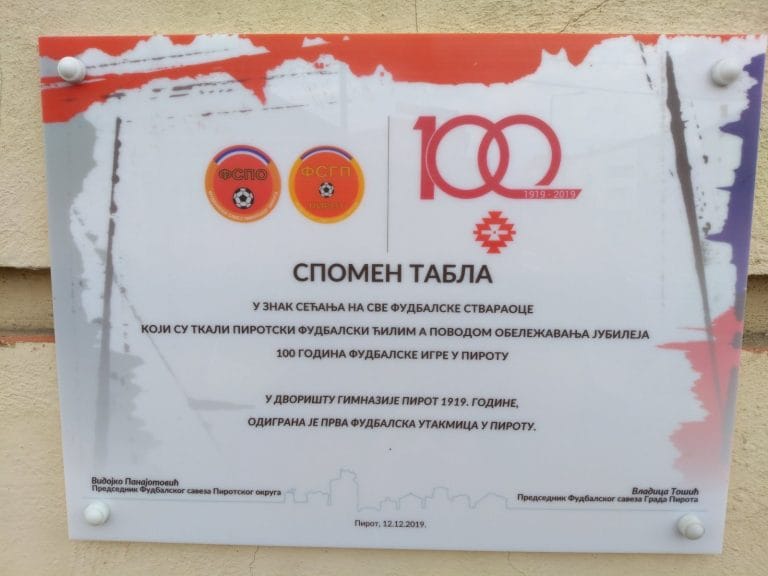 ФСПО
ФСГП
ПИРОТ
100
1919 - 2019
СПОМЕН ТАБЛА
У ЗНАК СЕЋАЊА НА СВЕ ФУДБАЛСКЕ СТВАРАОЦЕ
КОЈИ СУ ТКАЛИ ПИРОТСКИ ФУДБАЛСКИ ЋИЛИМ А ПОВОДОМ ОБЕЛЕЖАВАЊА ЈУБИЛЕЈА
100 ГОДИНА ФУДБАЛСКЕ ИГРЕ У ПИРОТУ
У ДВОРИШТУ ГИМНАЗИЈЕ ПИРОТ 1919. ГОДИНЕ,
ОДИГРАНА ЈЕ ПРВА ФУДБАЛСКА УТАКМИЦА У ПИРОТУ.
Видојко Панајотовић
Председник Фудбалског савеза Пиротског округа
Владица Тошић
Председник Фудбалског савеза Града Пирота
Пирот, 12.12.2019.